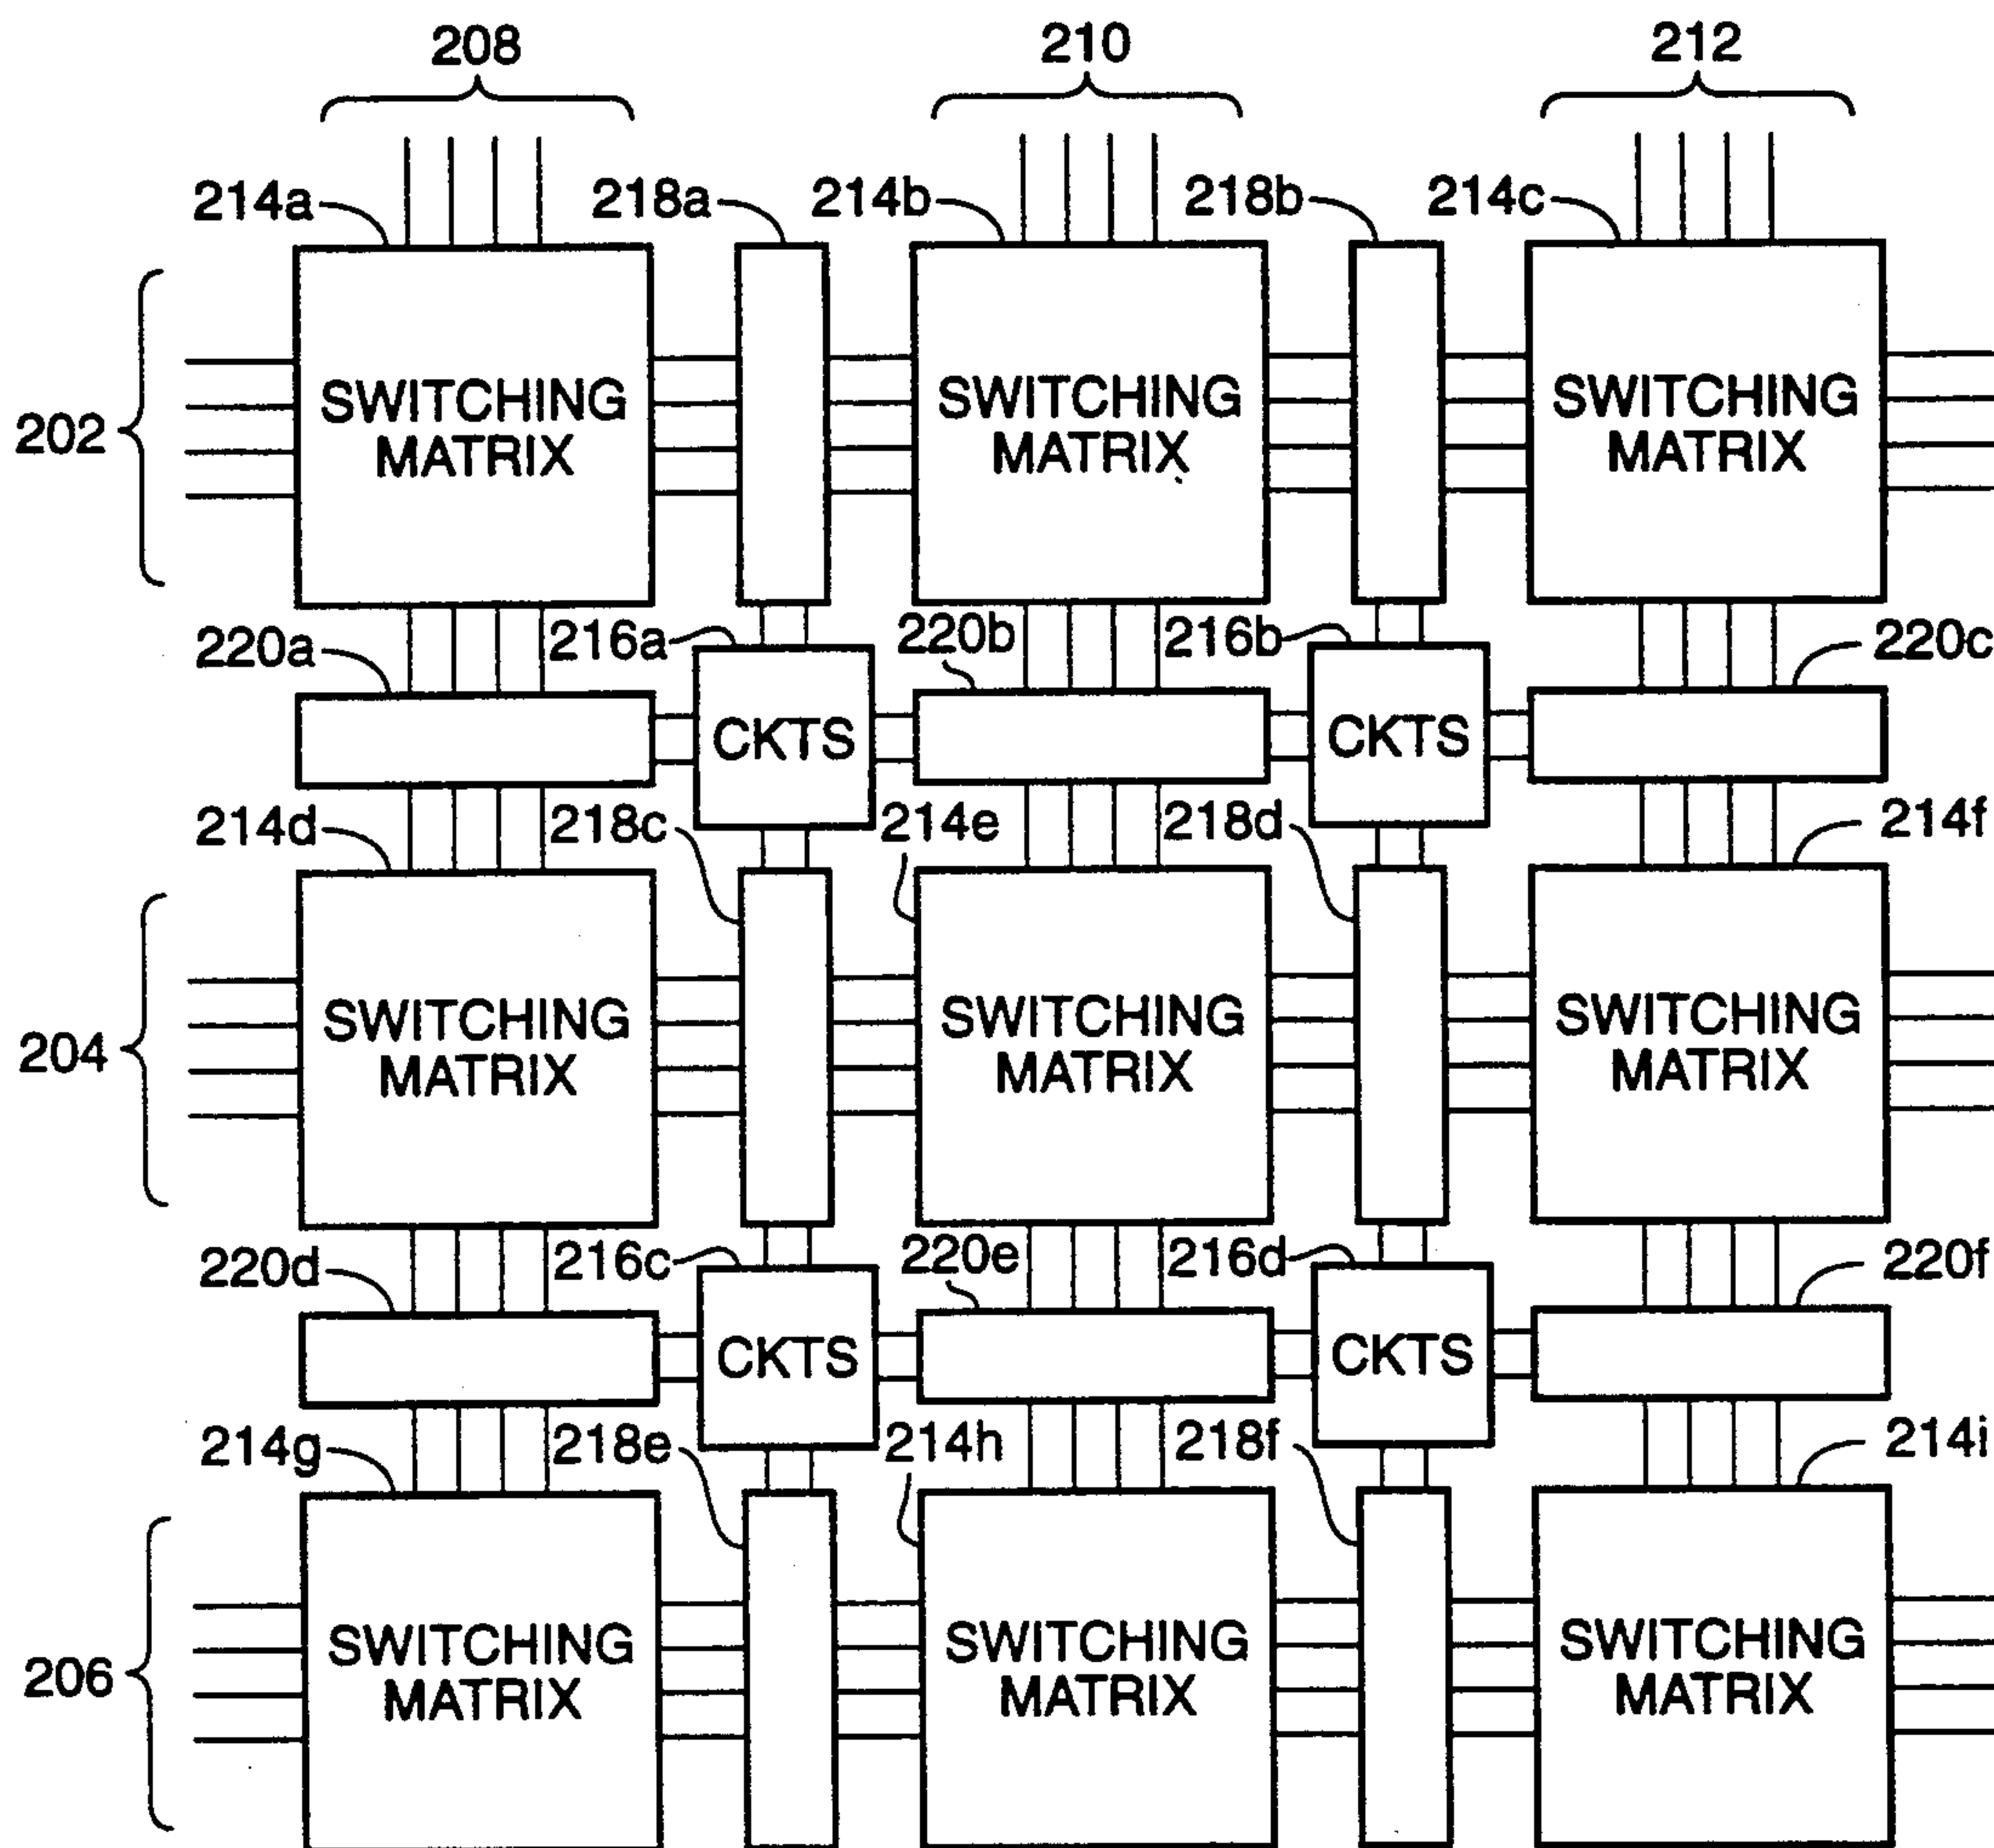 208
210
212
214a
218a
214b
218b
214c
202
SWITCHING
MATRIX
SWITCHING
MATRIX
SWITCHING
MATRIX
220a
216a
220b
216b
220c
CKTS
CKTS
214d
218c
214e
218d
214f
204
SWITCHING
MATRIX
SWITCHING
MATRIX
SWITCHING
MATRIX
220d
216c
220e
216d
220f
CKTS
CKTS
214g
218e
214h
218f
214i
206
SWITCHING
MATRIX
SWITCHING
MATRIX
SWITCHING
MATRIX